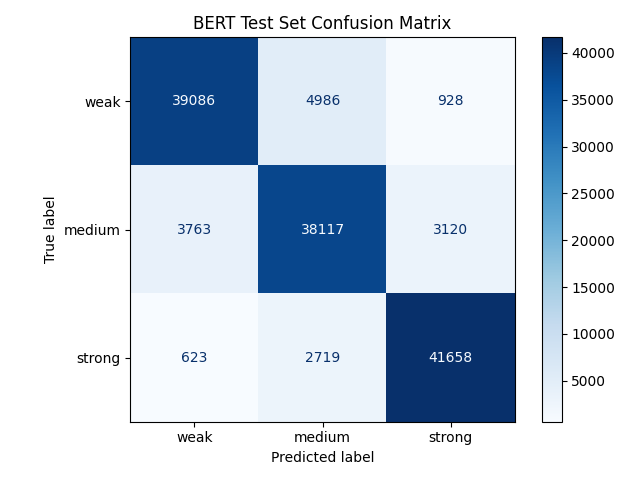 BERT Test Set Confusion Matrix
True label
weak 39086 4986 928
medium 3763 38117 3120
strong 623 2719 41658
weak medium strong
Predicted label
40000
35000
30000
25000
20000
15000
10000
5000